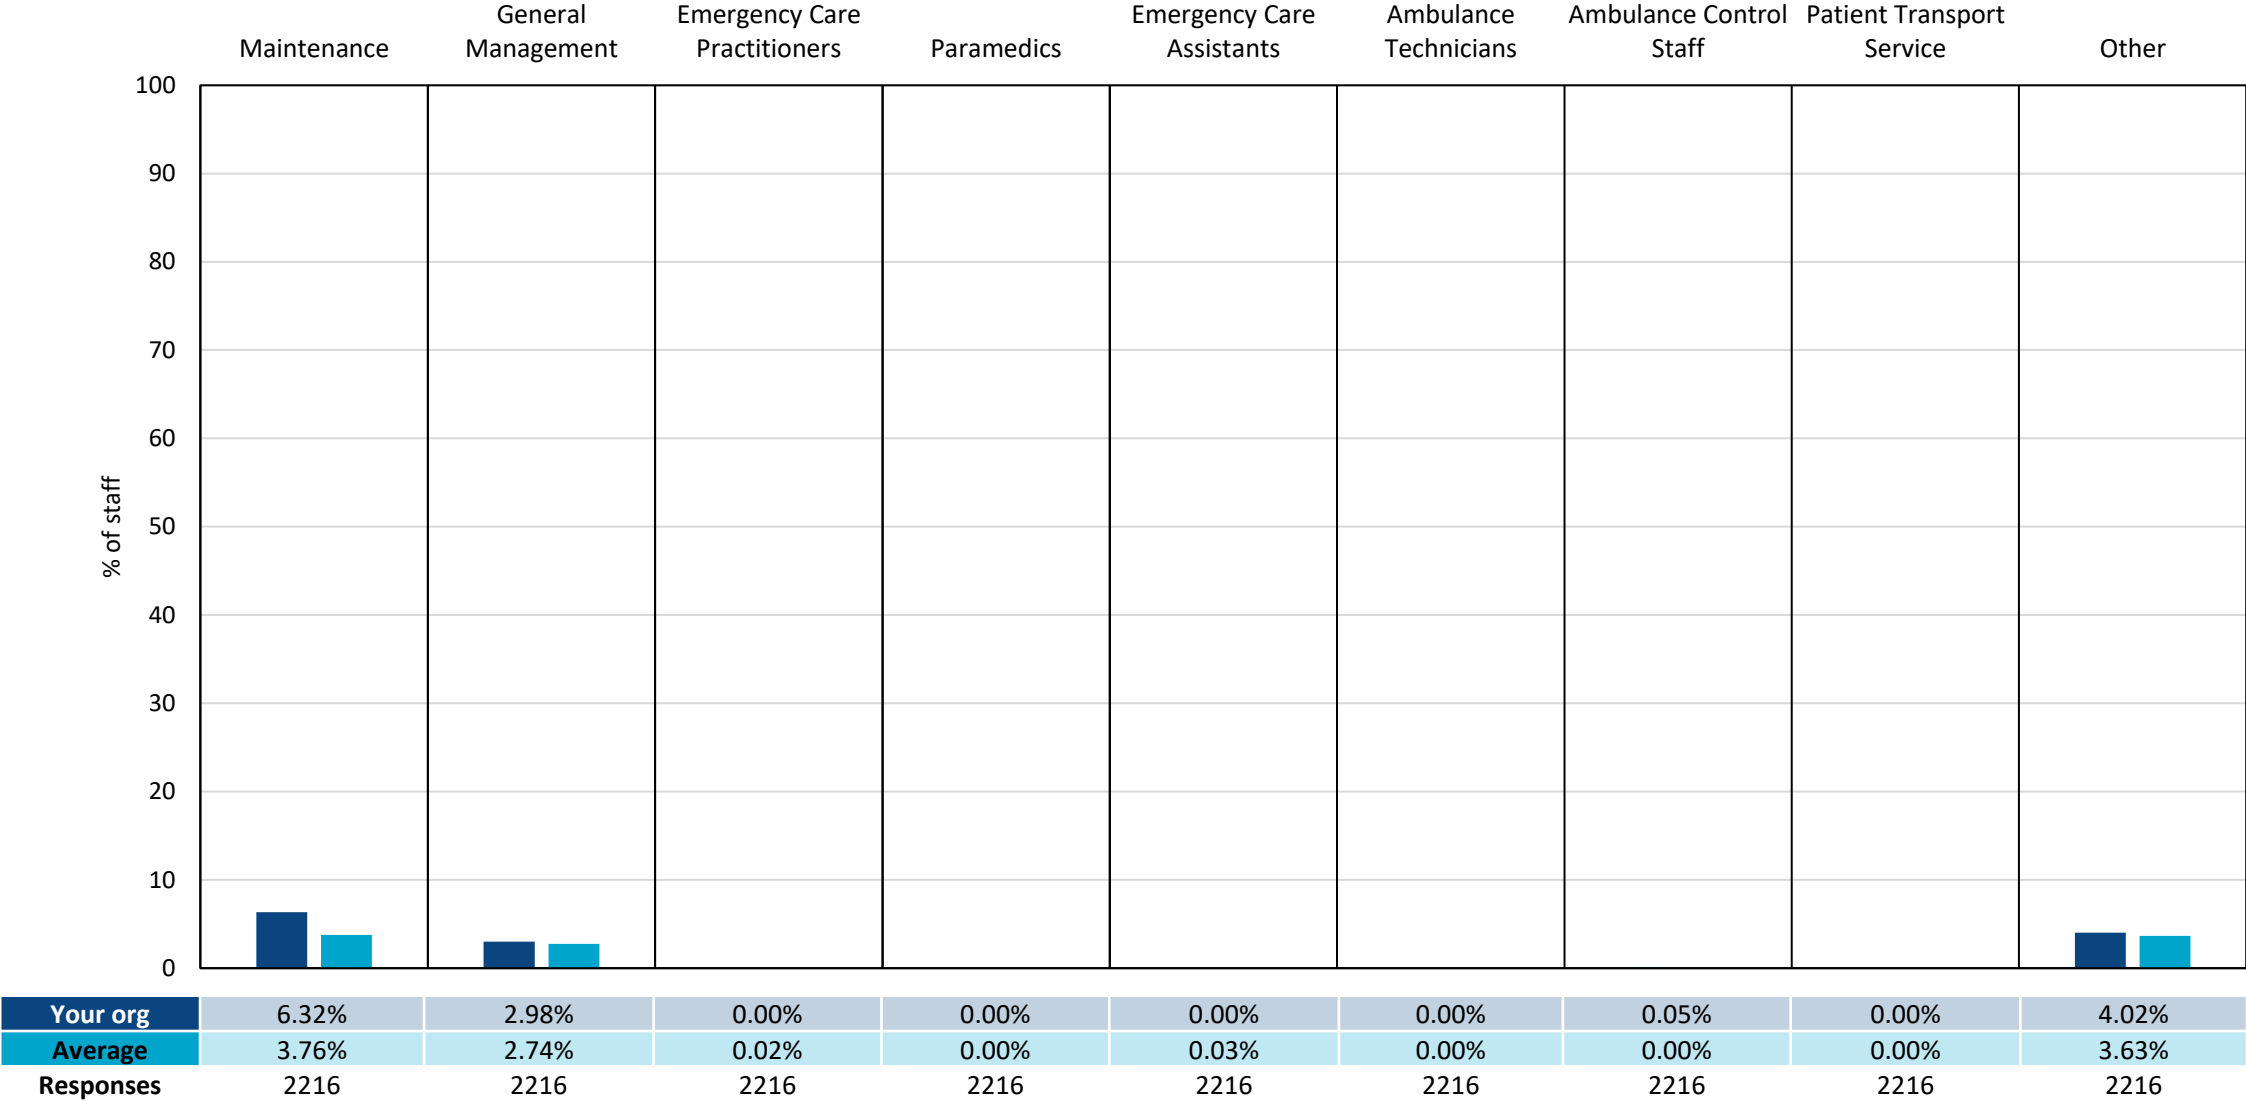 Maintenance
General
Management
Emergency Care
Practitioners
Paramedics
Emergency Care
Assistants
Ambulance
Technicians
Ambulance Control
Staff
Patient Transport
Service
Other
% of staff
100
90
80
70
60
50
40
30
20
10
0
Your org 6.32% 2.98% 0.00% 0.00% 0.00% 0.00% 0.05% 0.00% 4.02%
Average 3.76% 2.74% 0.02% 0.00% 0.03% 0.00% 0.00% 0.00% 3.63%
Responses 2216 2216 2216 2216 2216 2216 2216 2216 2216